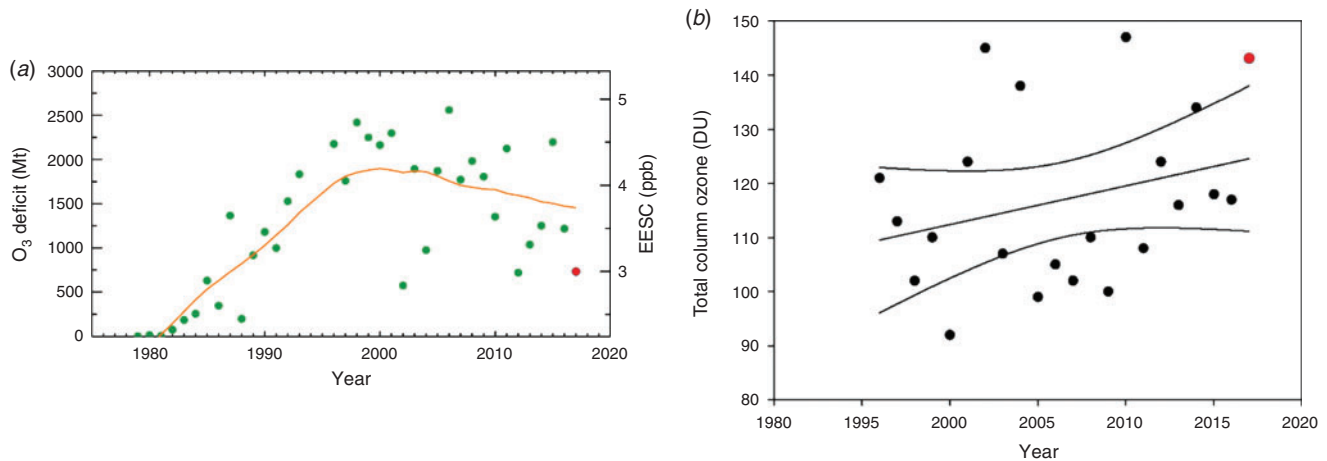 (a)
3000
2500
2000
1500
1000
500
0
O₃ deficit (Mt)
5
4
3
EESC (ppb)
1980 1990 2000 2010 2020
Year
(b)
150
140
130
120
110
100
90
80
Total column ozone (DU)
1980 1995 2000 2005 2010 2015 2020
Year